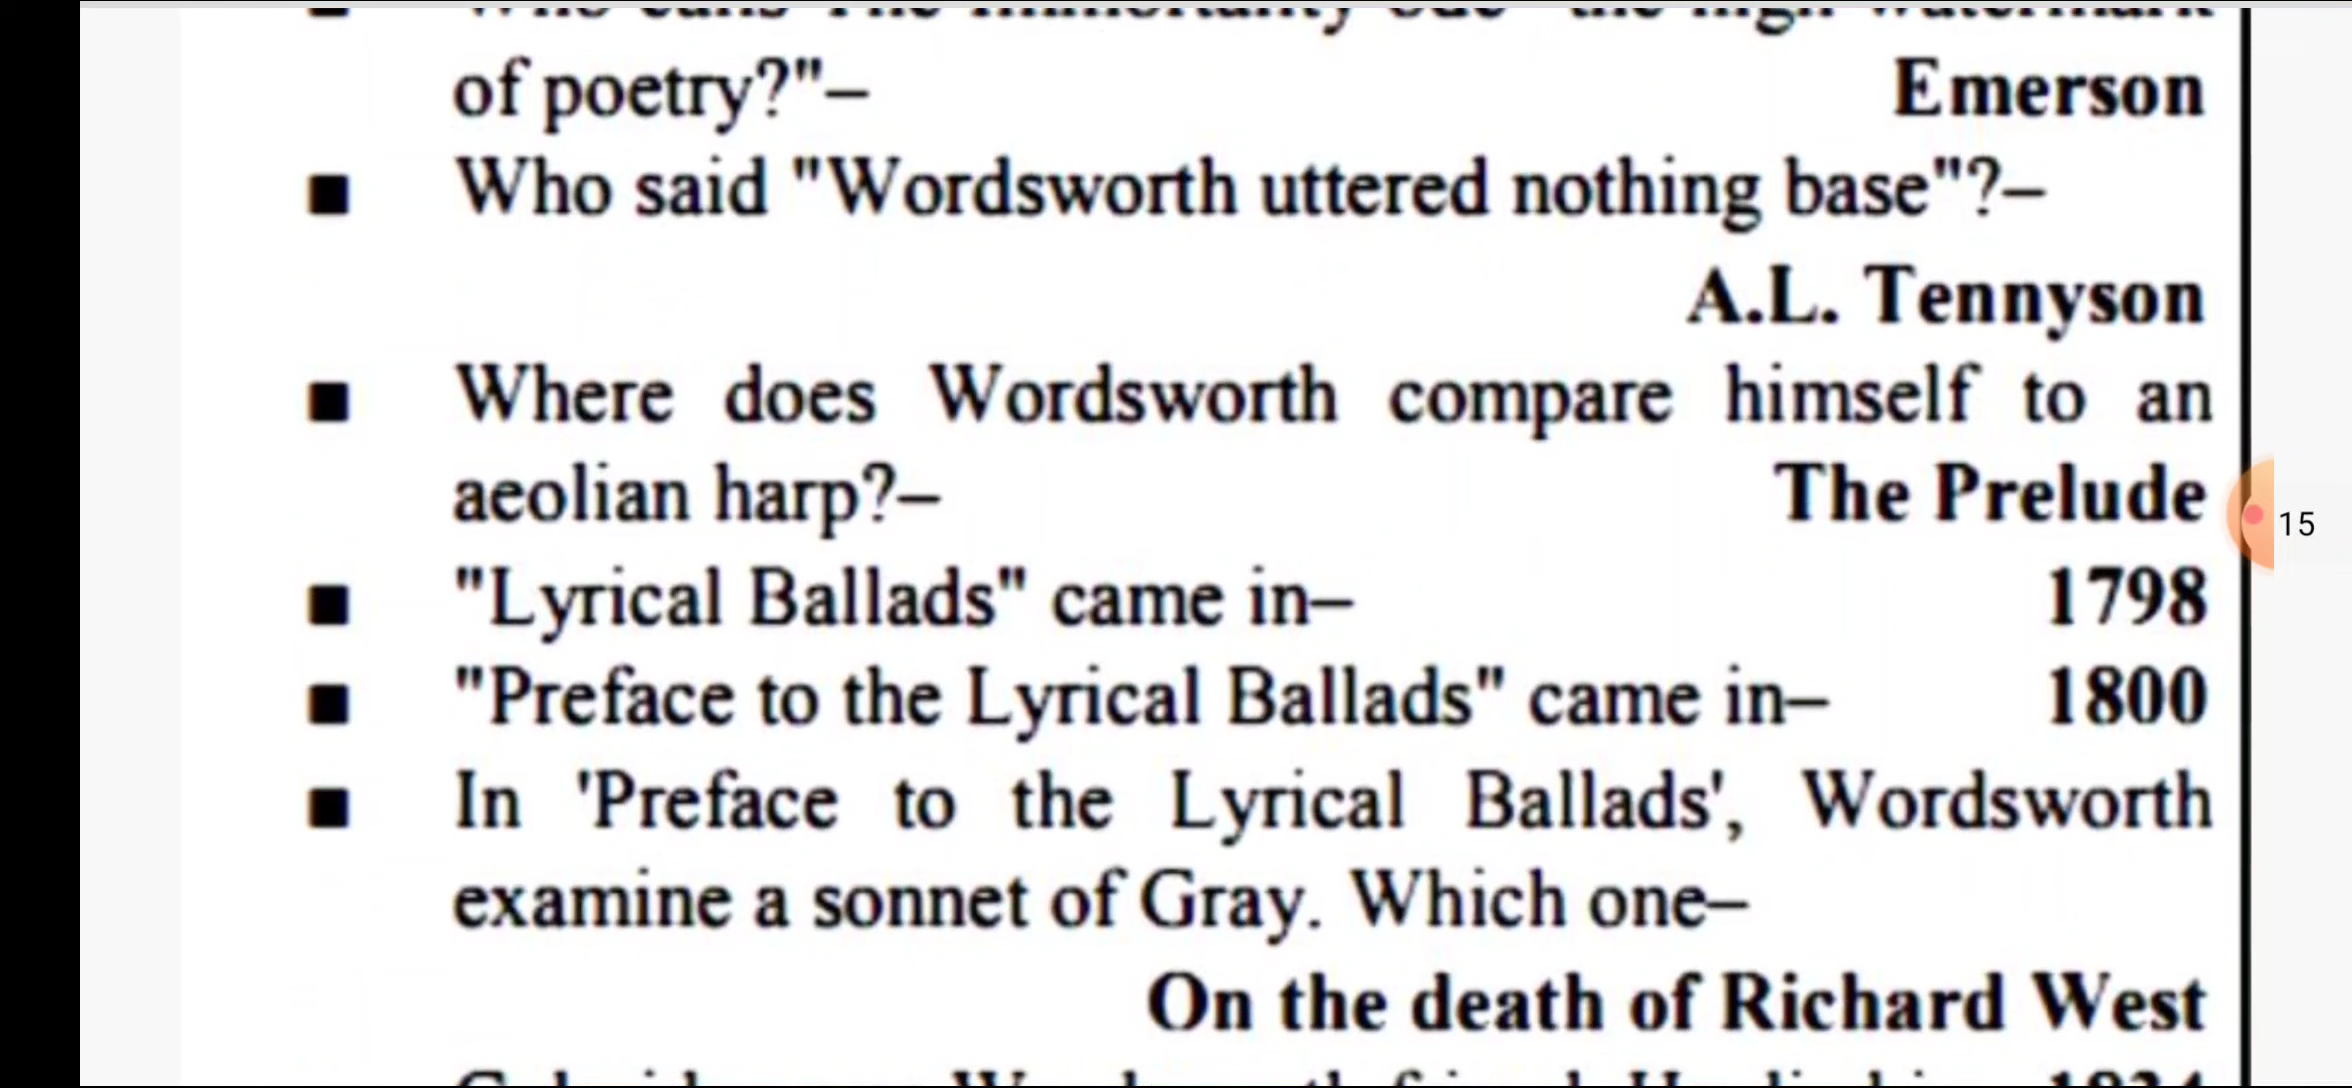 of poetry?"– Emerson
■ Who said "Wordsworth uttered nothing base"?–
A.L. Tennyson
■ Where does Wordsworth compare himself to an
aeolian harp?– The Prelude
15
■ "Lyrical Ballads" came in– 1798
■ "Preface to the Lyrical Ballads" came in– 1800
■ In 'Preface to the Lyrical Ballads', Wordsworth
examine a sonnet of Gray. Which one–
On the death of Richard West